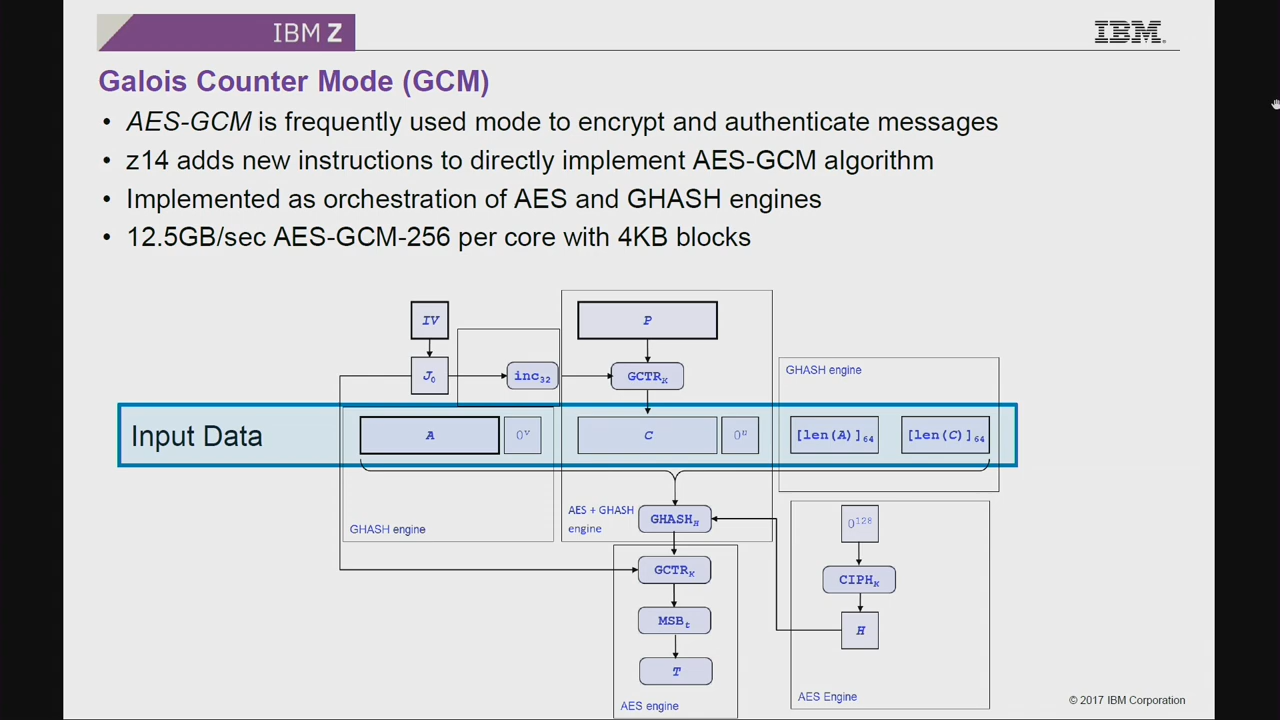 IBM Z
IBM
Galois Counter Mode (GCM)
• AES-GCM is frequently used mode to encrypt and authenticate messages
• z14 adds new instructions to directly implement AES-GCM algorithm
• Implemented as orchestration of AES and GHASH engines
• 12.5GB/sec AES-GCM-256 per core with 4KB blocks
IV
P
J0
inc32
GCTRK
GHASH engine
Input Data
A
0v
C
0u
[len(A)]64
[len(C)]64
GHASH engine
AES + GHASH
engine
GHASHH
0128
GCTRK
CIPHK
MSBt
H
T
AES engine
AES Engine
© 2017 IBM Corporation